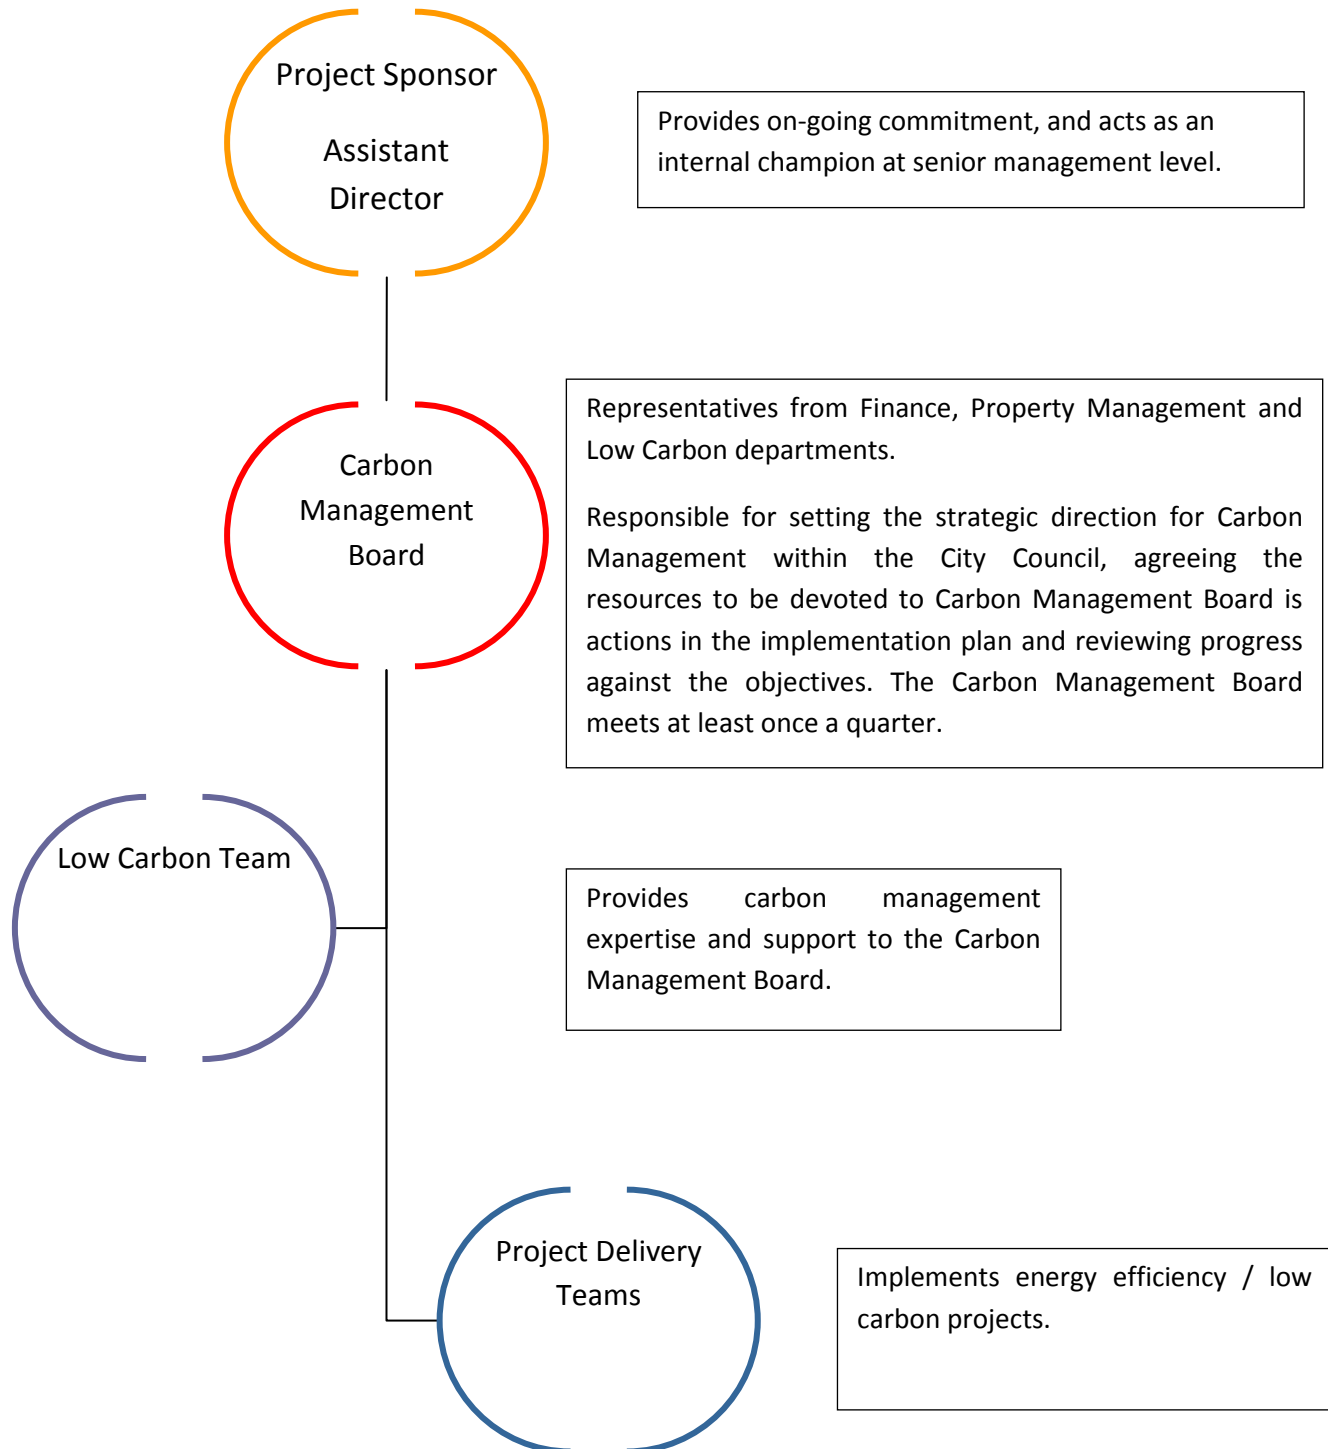 Project Sponsor
Assistant
Director
Provides on-going commitment, and acts as an
internal champion at senior management level.
Carbon
Management
Board
Representatives from Finance, Property Management and
Low Carbon departments.
Responsible for setting the strategic direction for Carbon
Management within the City Council, agreeing the
resources to be devoted to Carbon Management Board is
actions in the implementation plan and reviewing progress
against the objectives. The Carbon Management Board
meets at least once a quarter.
Low Carbon Team
Provides carbon management
expertise and support to the Carbon
Management Board.
Project Delivery
Teams
Implements energy efficiency / low
carbon projects.